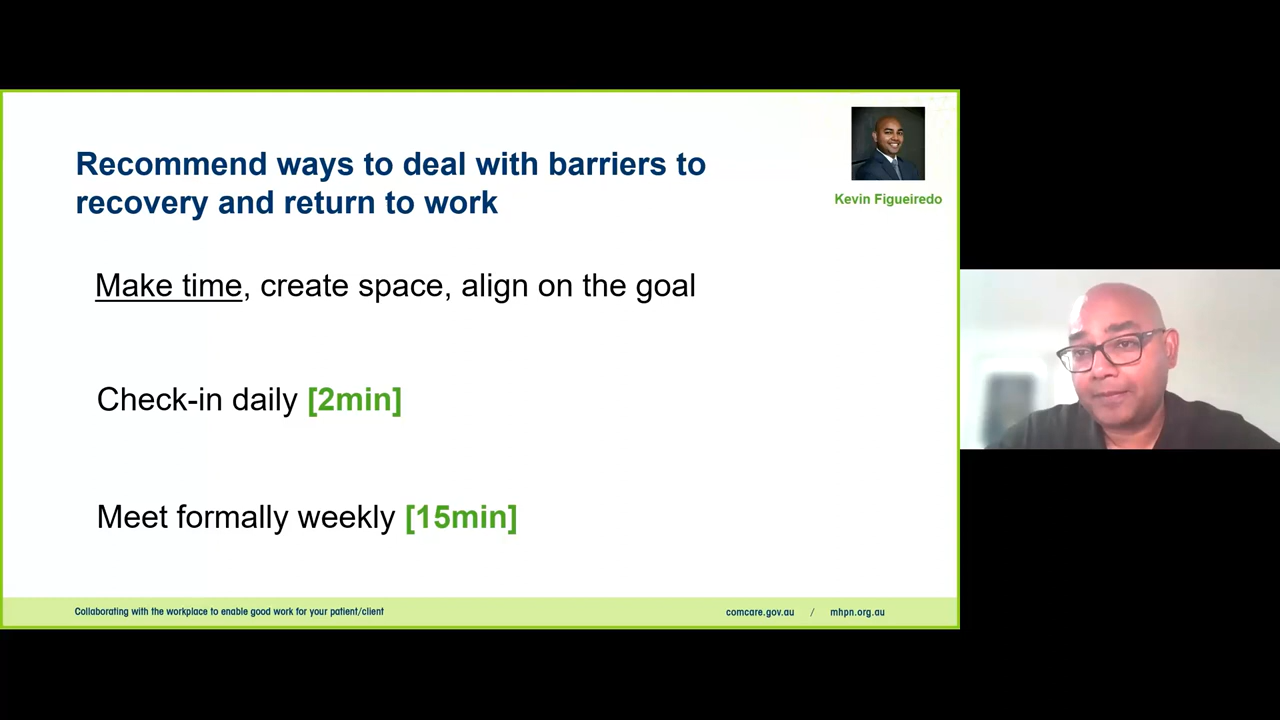 Recommend ways to deal with barriers to
recovery and return to work
Kevin Figueiredo
Make time, create space, align on the goal
Check-in daily [2min]
Meet formally weekly [15min]
Collaborating with the workplace to enable good work for your patient/client
comcare.gov.au / mhpn.org.au